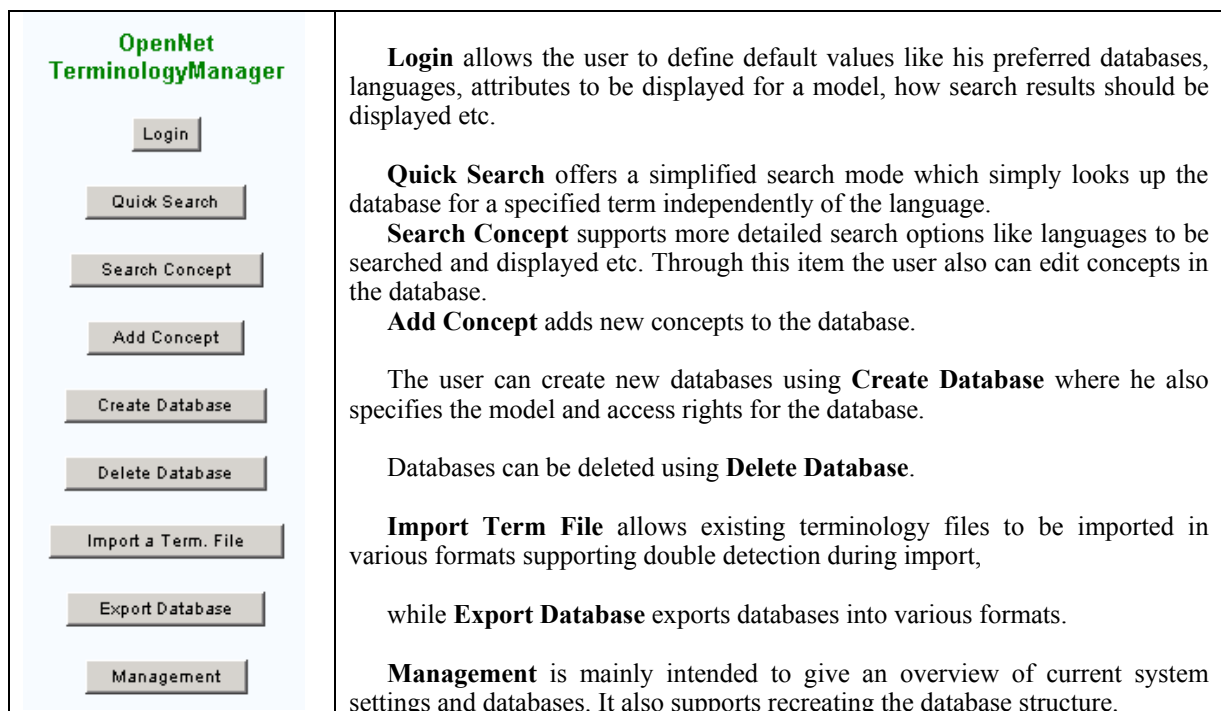 OpenNet
TerminologyManager
Login
Quick Search
Search Concept
Add Concept
Create Database
Delete Database
Import a Term. File
Export Database
Management
Login allows the user to define default values like his preferred databases,
languages, attributes to be displayed for a model, how search results should be
displayed etc.
Quick Search offers a simplified search mode which simply looks up the
database for a specified term independently of the language.
Search Concept supports more detailed search options like languages to be
searched and displayed etc. Through this item the user also can edit concepts in
the database.
Add Concept adds new concepts to the database.
The user can create new databases using Create Database where he also
specifies the model and access rights for the database.
Databases can be deleted using Delete Database.
Import Term File allows existing terminology files to be imported in
various formats supporting double detection during import,
while Export Database exports databases into various formats.
Management is mainly intended to give an overview of current system
settings and databases. It also supports recreating the database structure.